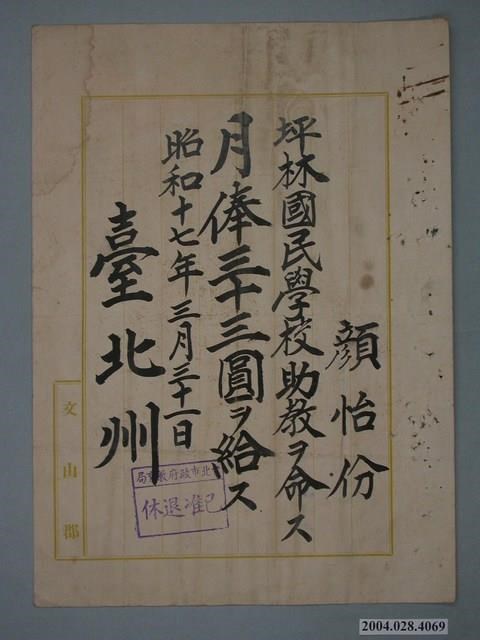 顏怡份
坪林國民學校助教ヲ命ス
月俸三十三圓ヲ給ス
昭和十七年三月三十一日
臺北州
文山郡
臺北市政府教育局
已准退休
2004.028.4069